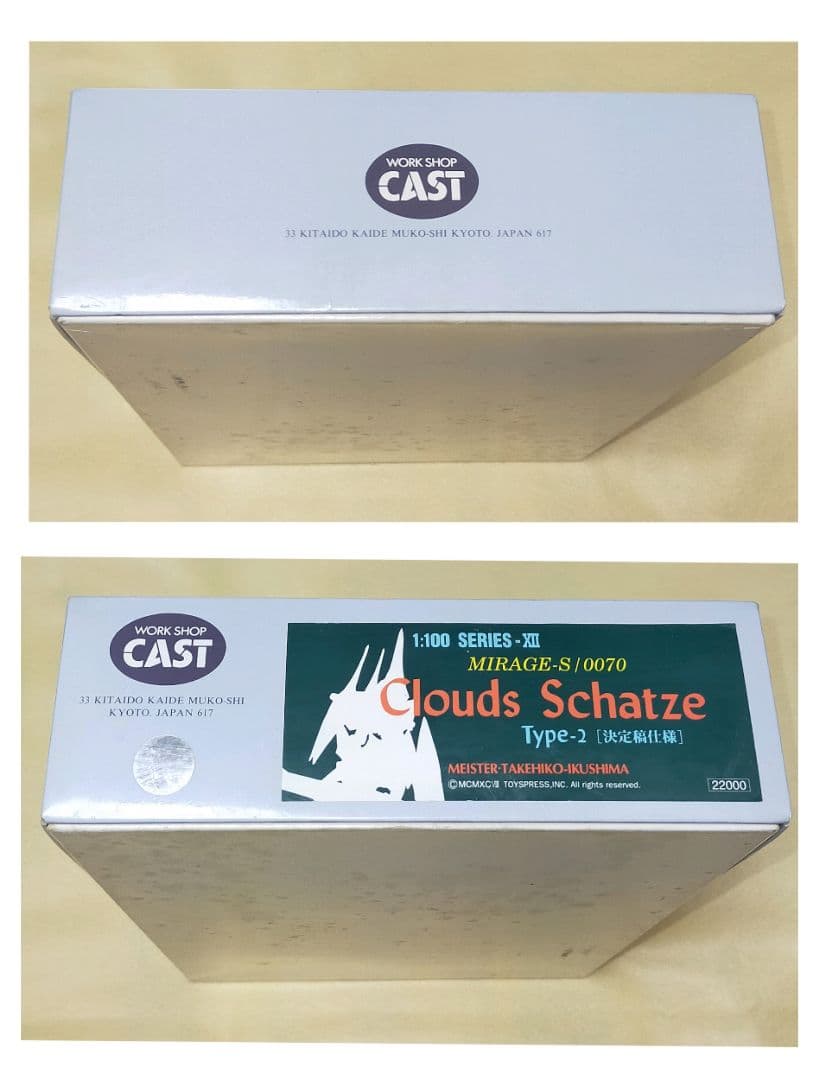 WORK SHOP
CAST
33 KITAIDO KAIDE MUKO-SHI KYOTO. JAPAN 617
WORK SHOP
CAST
33 KITAIDO KAIDE MUKO-SHI
KYOTO. JAPAN 617
1:100 SERIES-XII
MIRAGE-S/0070
Clouds Schatze
Type-2 [決定稿仕様]
MEISTER·TAKEHIKO·IKUSHIMA
©MCMXCVII TOYSPRESS,INC. All rights reserved.
22000